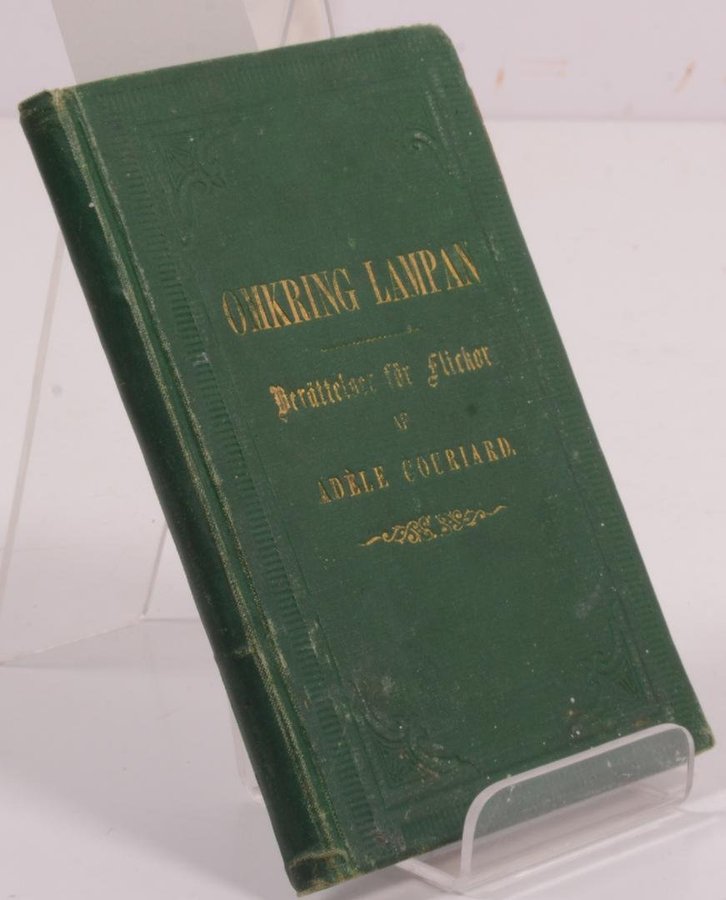 OMKRING LAMPAN
Berättelser för Flickor
AF
ADÈLE COURIARD.